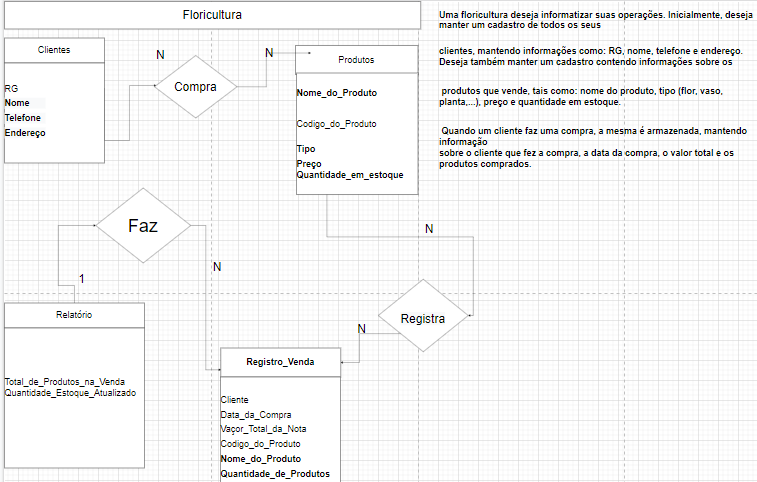 Floricultura
Uma floricultura deseja informatizar suas operações. Inicialmente, deseja
manter um cadastro de todos os seus
clientes, mantendo informações como: RG, nome, telefone e endereço.
Deseja também manter um cadastro contendo informações sobre os
produtos que vende, tais como: nome do produto, tipo (flor, vaso,
planta,...), preço e quantidade em estoque.
Quando um cliente faz uma compra, a mesma é armazenada, mantendo
informação
sobre o cliente que fez a compra, a data da compra, o valor total e os
produtos comprados.
Clientes
RG
Nome
Telefone
Endereço
N
Compra
N
Produtos
Nome_do_Produto
Codigo_do_Produto
Tipo
Preço
Quantidade_em_estoque
Faz
N
1
N
Registra
N
Relatório
Total_de_Produtos_na_Venda
Quantidade_Estoque_Atualizado
Registro_Venda
Cliente
Data_da_Compra
Vaçor_Total_da_Nota
Codigo_do_Produto
Nome_do_Produto
Quantidade_de_Produtos